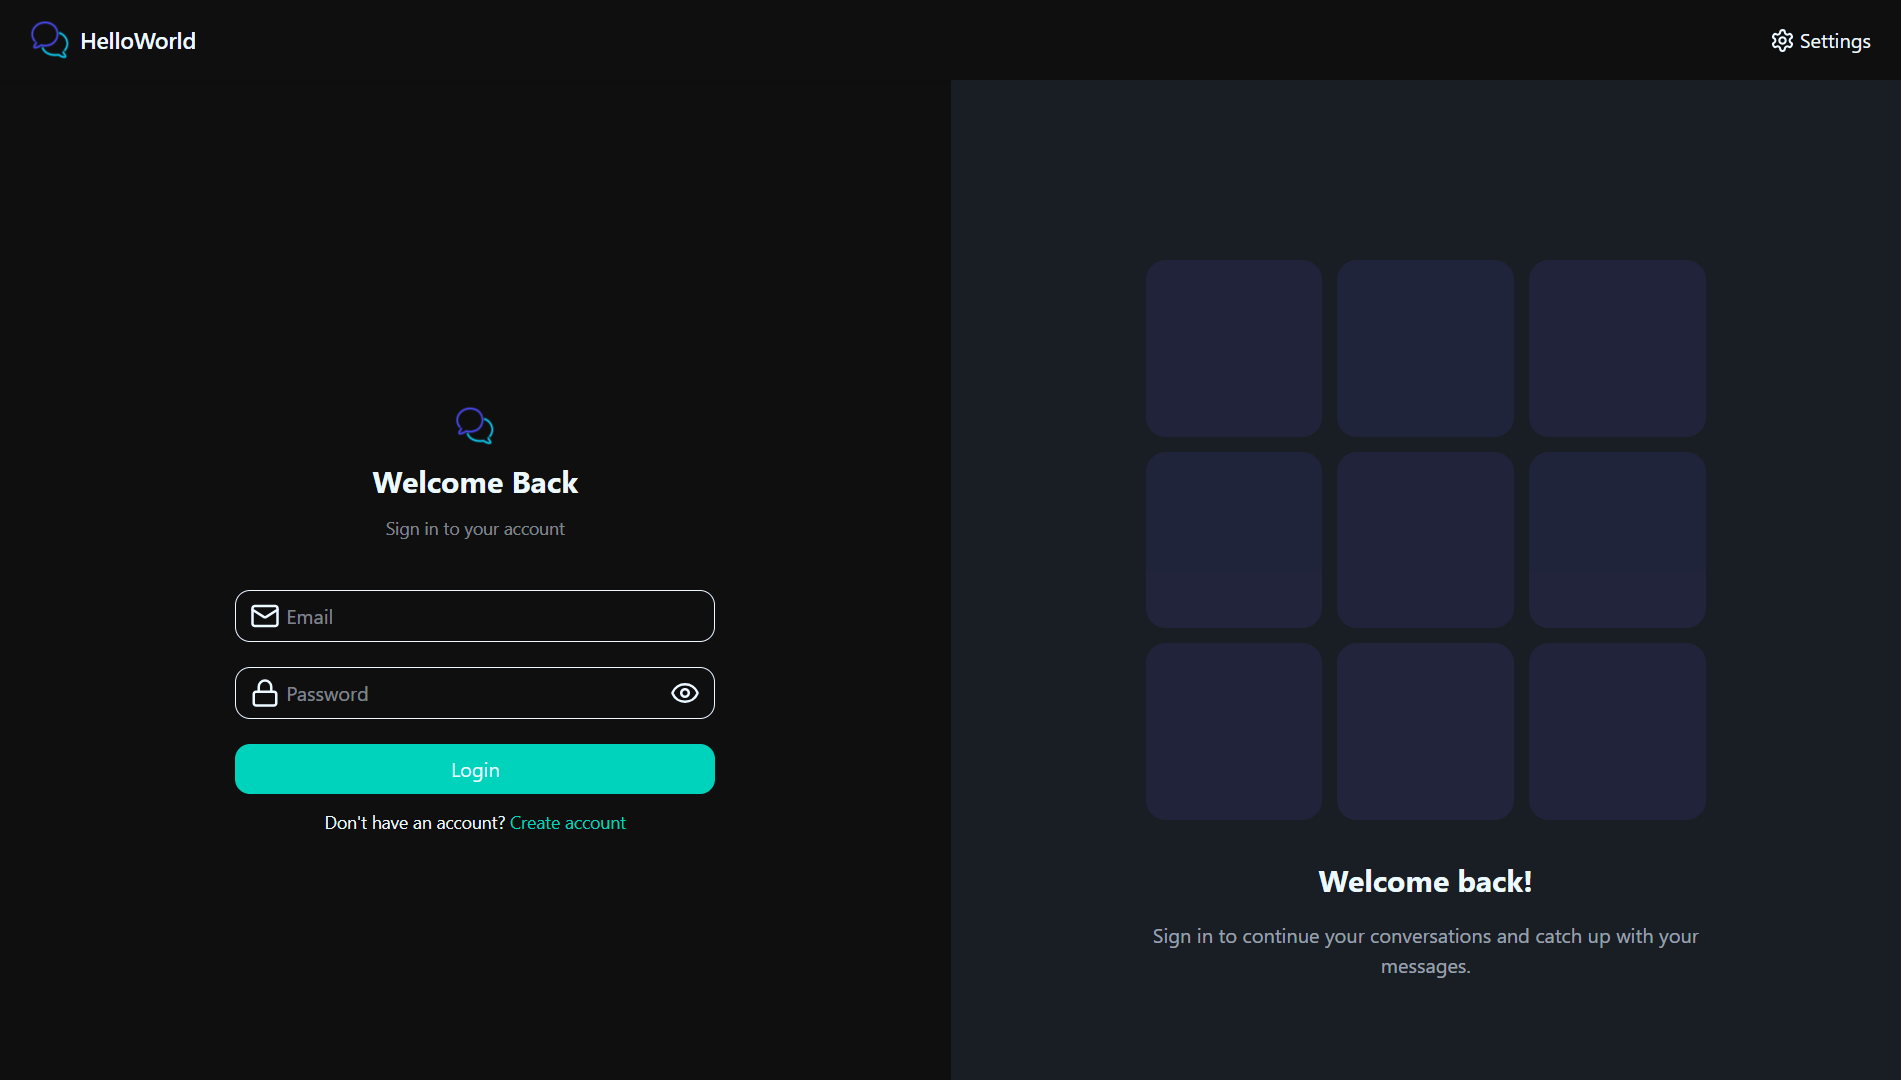 HelloWorld
Settings
Welcome Back
Sign in to your account
Email
Password
Login
Don't have an account? Create account
Welcome back!
Sign in to continue your conversations and catch up with your
messages.